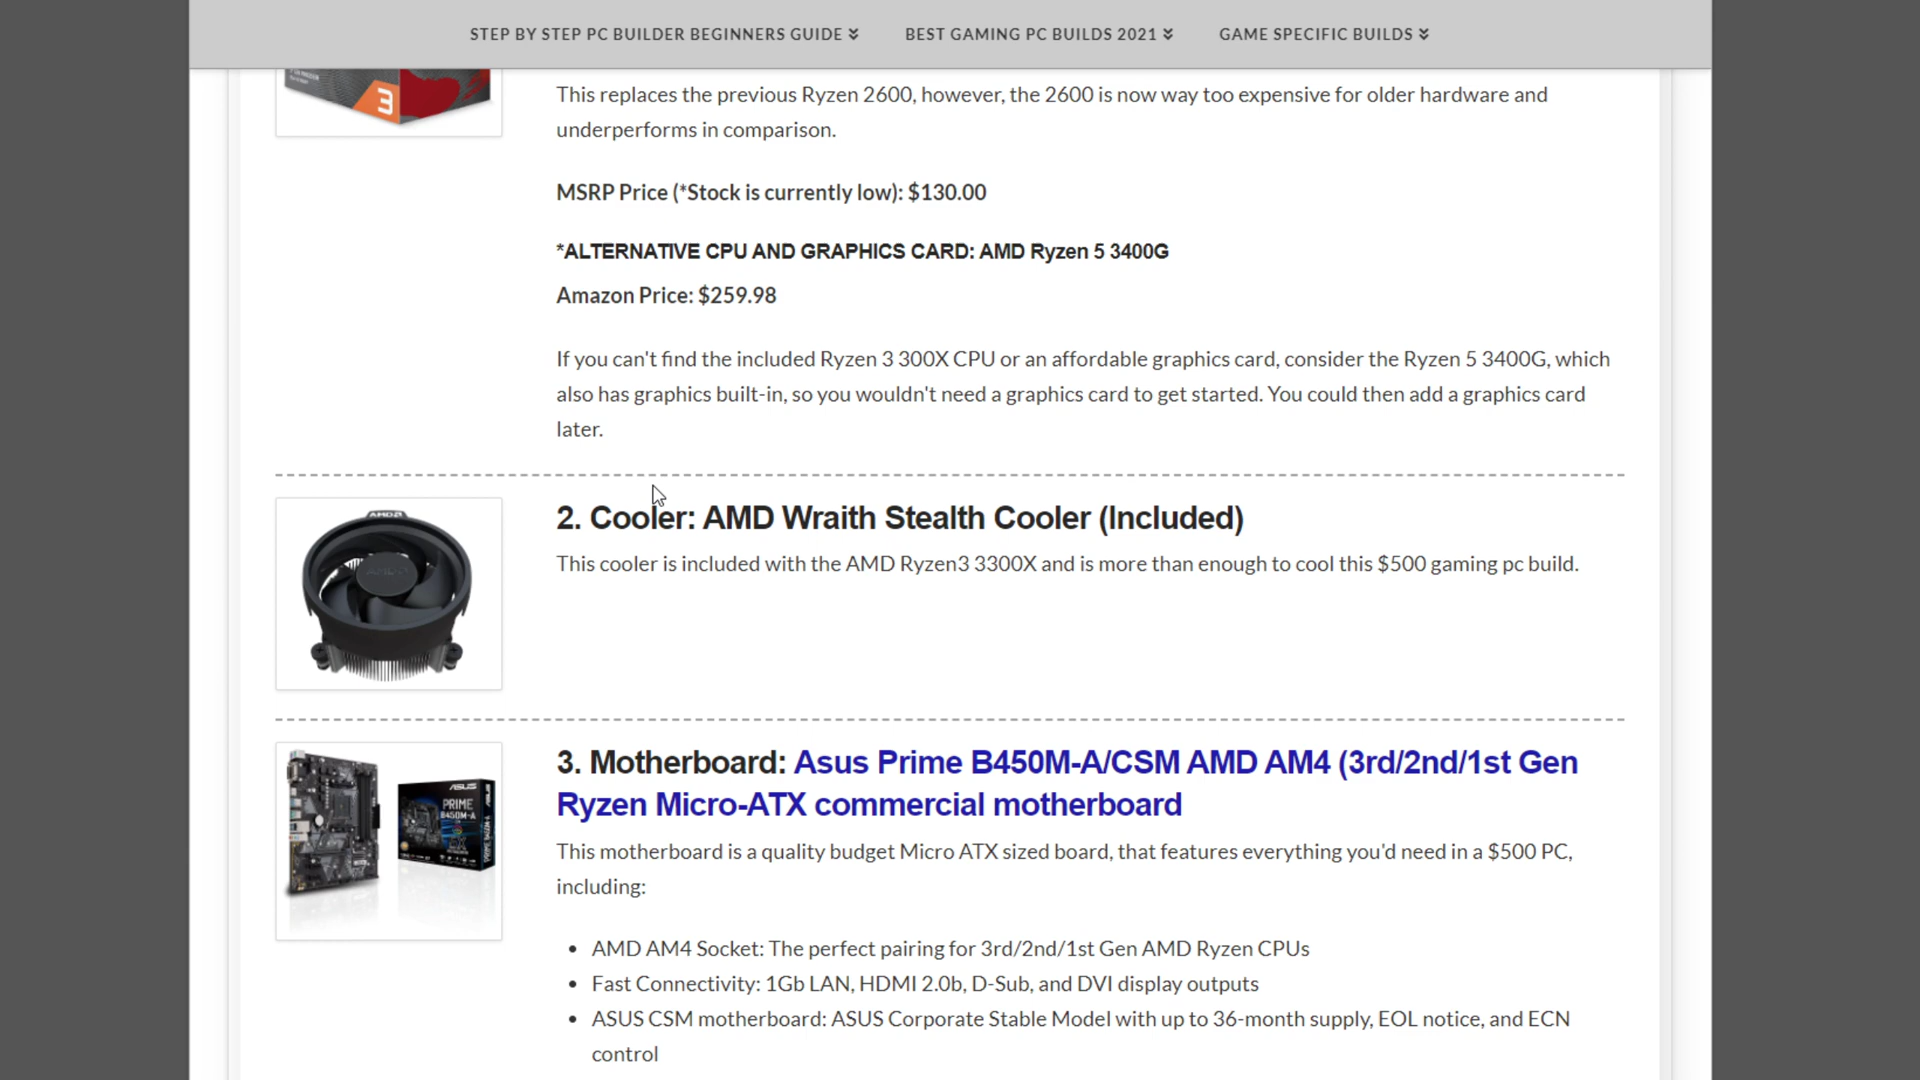 STEP BY STEP PC BUILDER BEGINNERS GUIDE
BEST GAMING PC BUILDS 2021
GAME SPECIFIC BUILDS
3
This replaces the previous Ryzen 2600, however, the 2600 is now way too expensive for older hardware and
underperforms in comparison.
MSRP Price (*Stock is currently low): $130.00
*ALTERNATIVE CPU AND GRAPHICS CARD: AMD Ryzen 5 3400G
Amazon Price: $259.98
If you can't find the included Ryzen 3 300X CPU or an affordable graphics card, consider the Ryzen 5 3400G, which
also has graphics built-in, so you wouldn't need a graphics card to get started. You could then add a graphics card
later.
AMD
AMD
2. Cooler: AMD Wraith Stealth Cooler (Included)
This cooler is included with the AMD Ryzen3 3300X and is more than enough to cool this $500 gaming pc build.
ASUS
PRIME
B450M-A
3. Motherboard: Asus Prime B450M-A/CSM AMD AM4 (3rd/2nd/1st Gen
Ryzen Micro-ATX commercial motherboard
This motherboard is a quality budget Micro ATX sized board, that features everything you'd need in a $500 PC,
including:
• AMD AM4 Socket: The perfect pairing for 3rd/2nd/1st Gen AMD Ryzen CPUs
• Fast Connectivity: 1Gb LAN, HDMI 2.0b, D-Sub, and DVI display outputs
• ASUS CSM motherboard: ASUS Corporate Stable Model with up to 36-month supply, EOL notice, and ECN
control